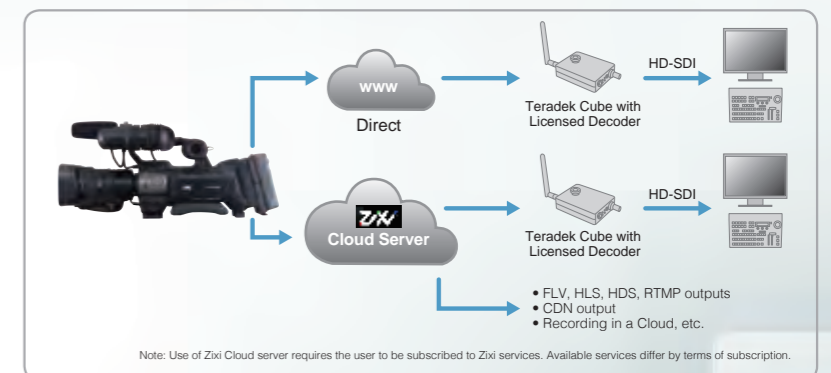 www
Direct
Teradek Cube with
Licensed Decoder
HD-SDI
Zixi
Cloud Server
Teradek Cube with
Licensed Decoder
HD-SDI
• FLV, HLS, HDS, RTMP outputs
• CDN output
• Recording in a Cloud, etc.
Note: Use of Zixi Cloud server requires the user to be subscribed to Zixi services. Available services differ by terms of subscription.